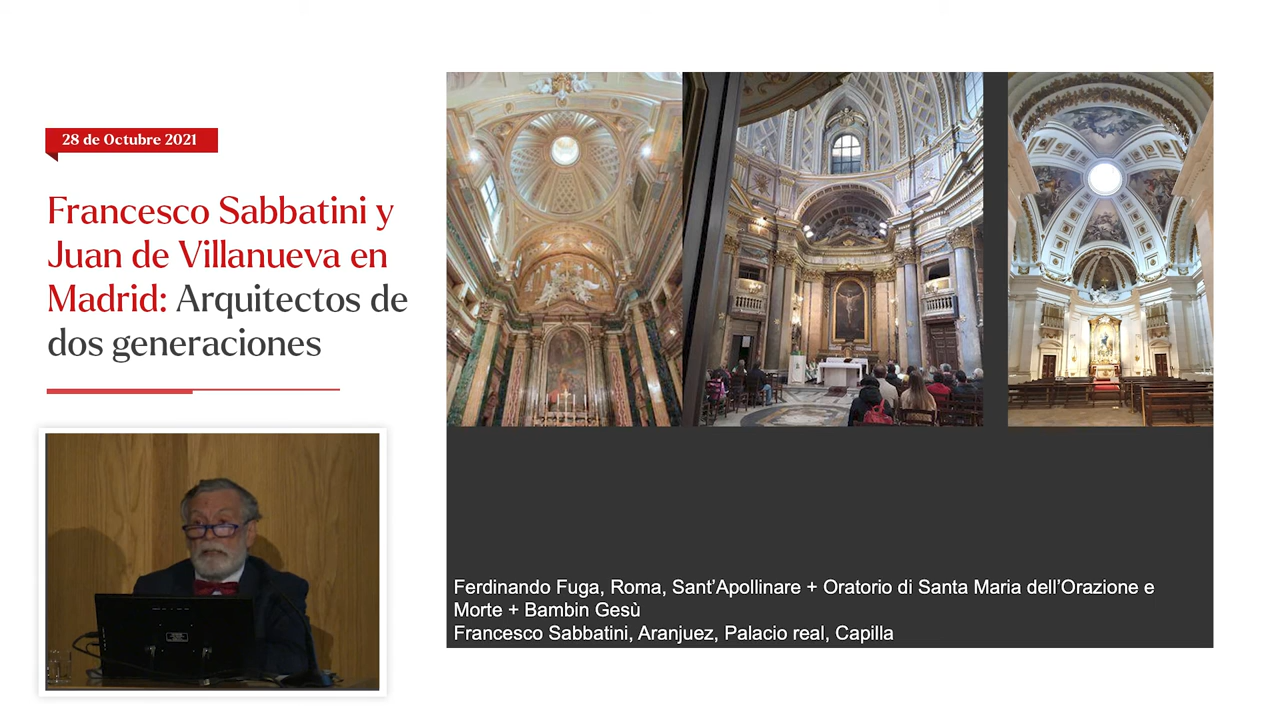 28 de Octubre 2021
Francesco Sabbatini y
Juan de Villanueva en
Madrid: Arquitectos de
dos generaciones
Ferdinando Fuga, Roma, Sant'Apollinare + Oratorio di Santa Maria dell'Orazione e
Morte + Bambin Gesù
Francesco Sabbatini, Aranjuez, Palacio real, Capilla